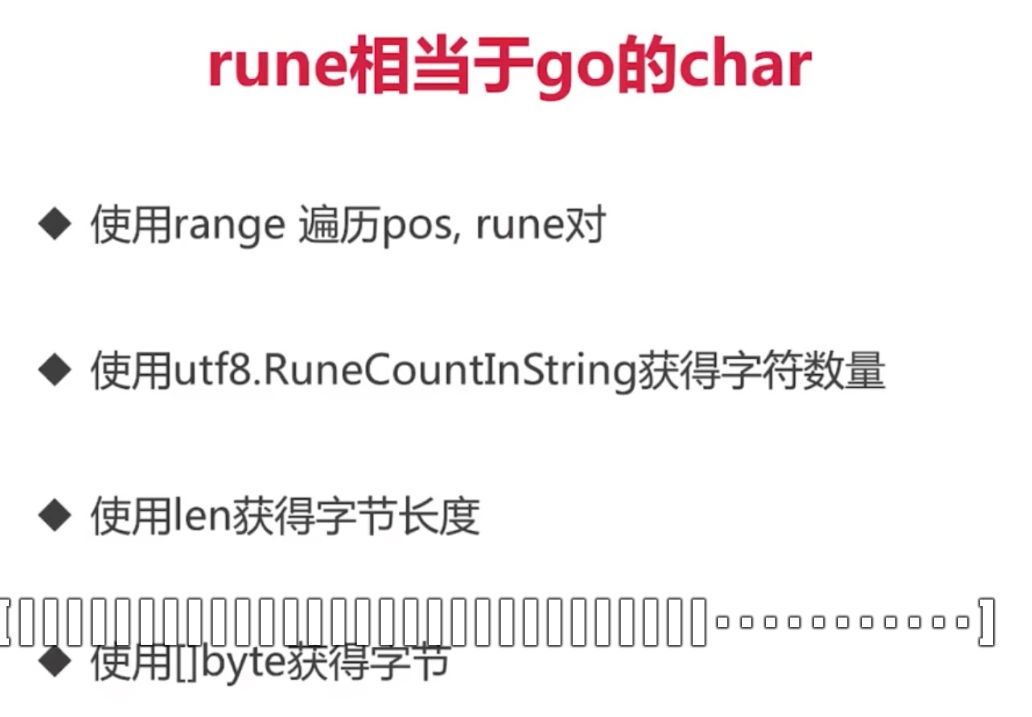 rune相当于go的char
◆ 使用range 遍历pos, rune对
◆ 使用utf8.RuneCountInString获得字符数量
◆ 使用len获得字节长度
◆ 使用[]byte获得字节